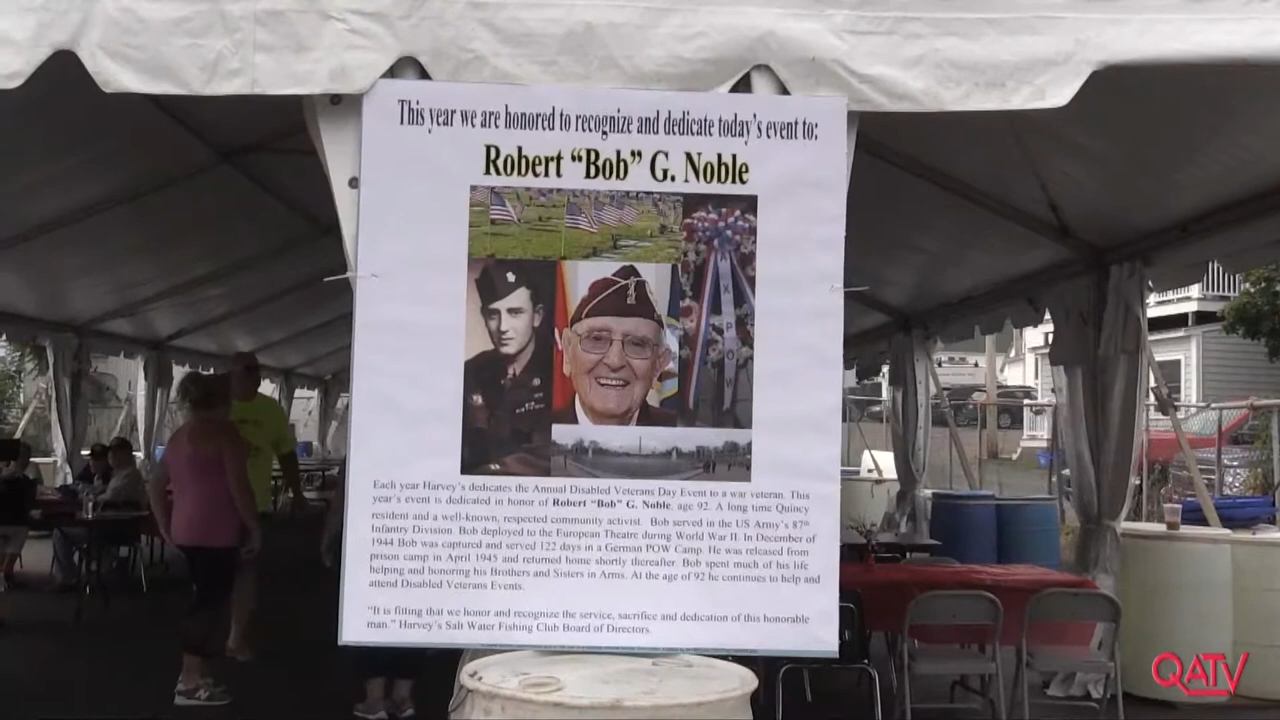 This year we are honored to recognize and dedicate today's event to:
Robert "Bob" G. Noble
EX POW
Each year Harvey's dedicates the Annual Disabled Veterans Day Event to a war veteran. This
year's event is dedicated in honor of Robert "Bob" G. Noble, age 92. A long time Quincy
resident and a well-known, respected community activist. Bob served in the US Army's 87th
Infantry Division. Bob deployed to the European Theatre during World War II. In December of
1944 Bob was captured and served 122 days in a German POW Camp. He was released from
prison camp in April 1945 and returned home shortly thereafter. Bob spent much of his life
helping and honoring his Brothers and Sisters in Arms. At the age of 92 he continues to help and
attend Disabled Veterans Events.
"It is fitting that we honor and recognize the service, sacrifice and dedication of this honorable
man." Harvey's Salt Water Fishing Club Board of Directors.
QATV